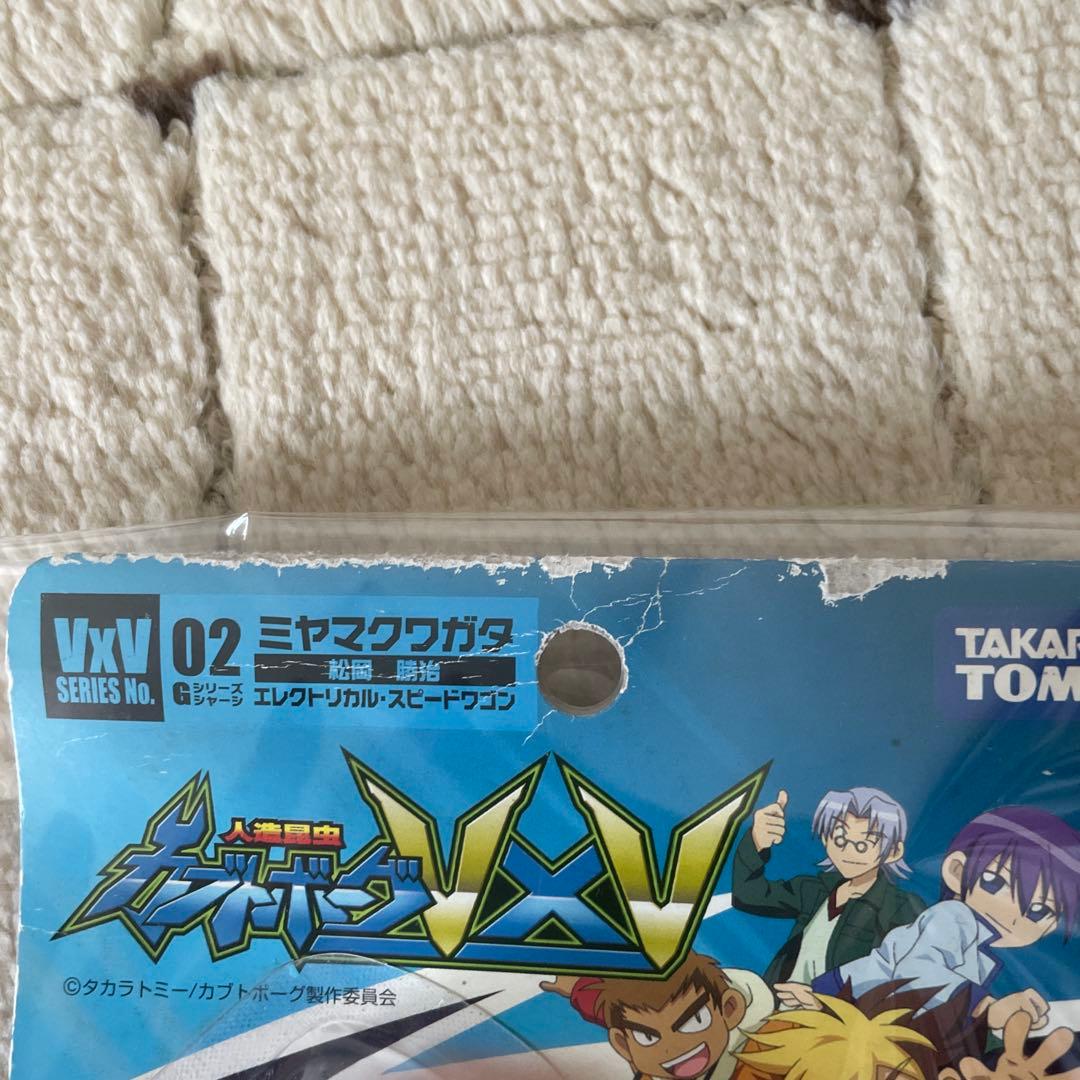 VxV
SERIES No.
02
Gシリーズ
シャーシ
ミヤマクワガタ
松岡 勝治
エレクトリカル・スピードワゴン
TAKAR
TOM
人造昆虫
カブトボーグ VXV
©タカラトミー/カブトボーグ製作委員会